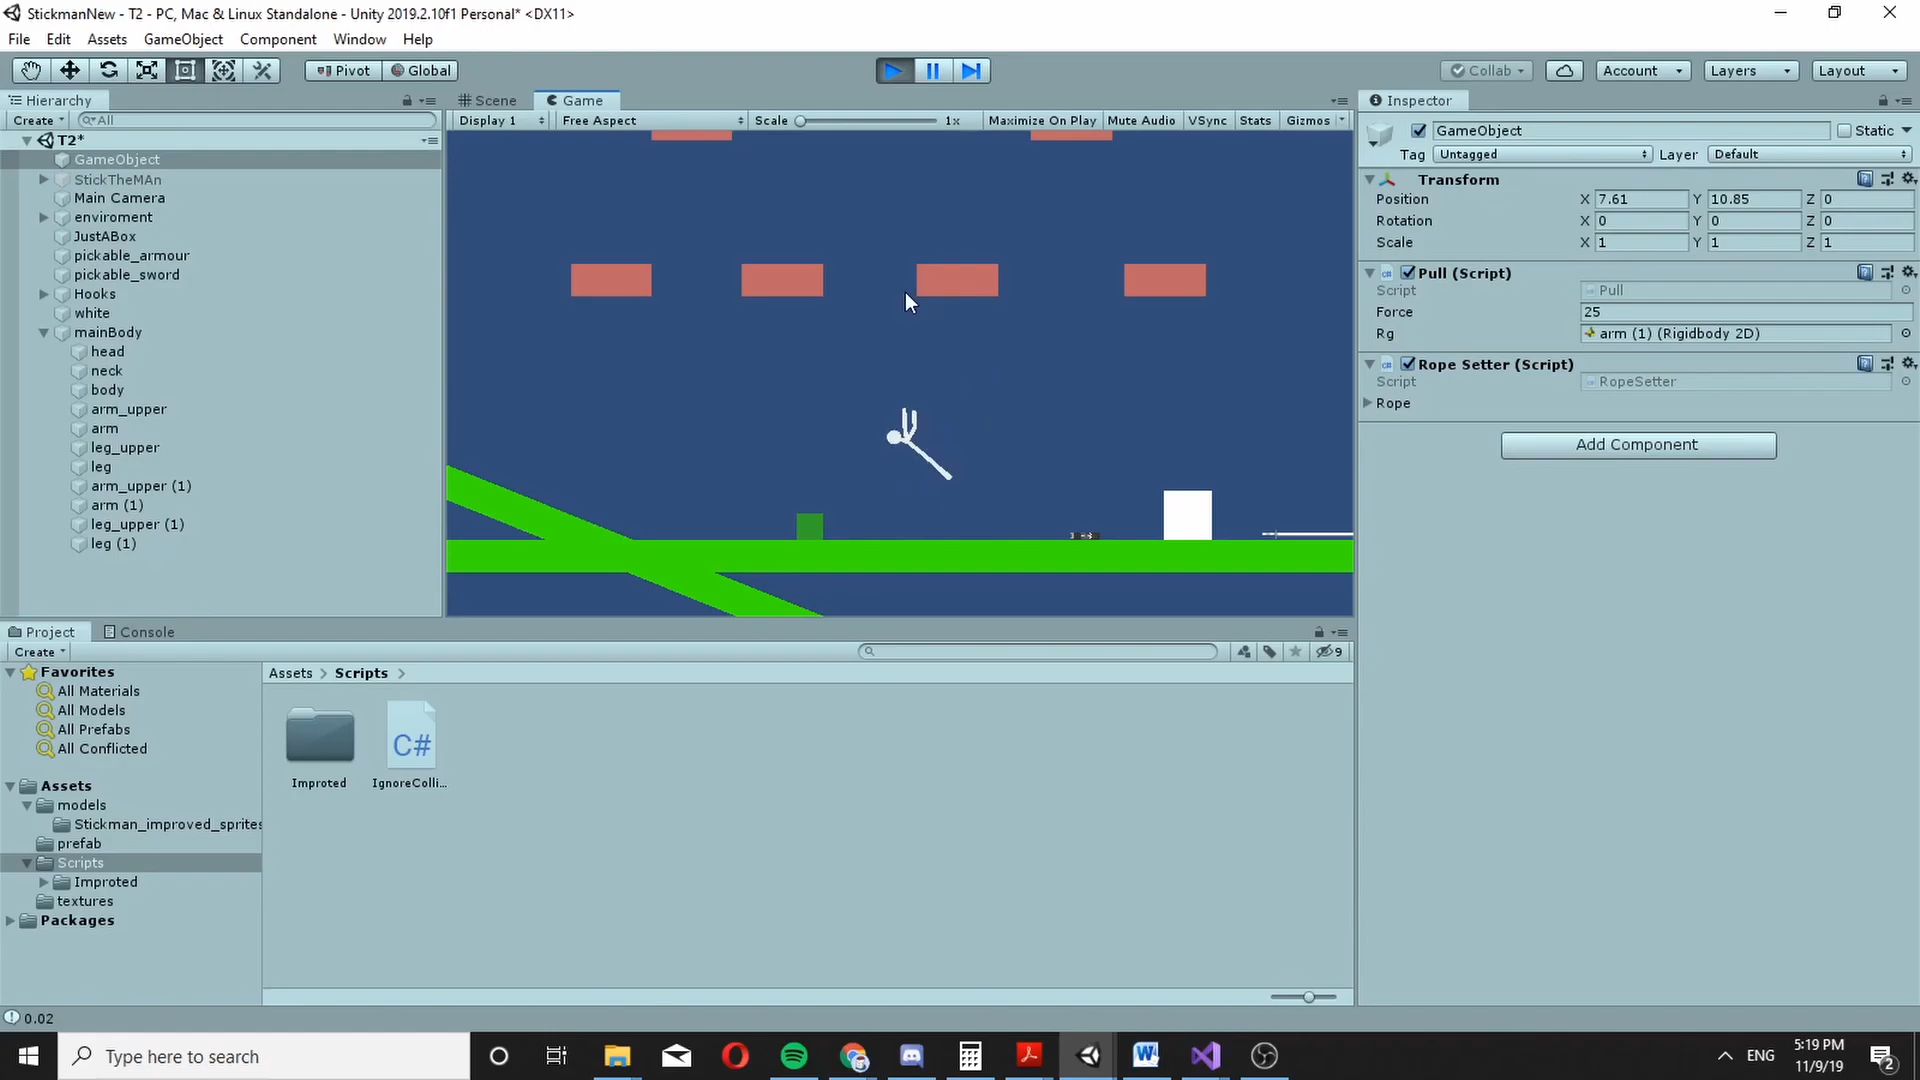 StickmanNew - T2 - PC, Mac & Linux Standalone - Unity 2019.2.10f1 Personal* <DX11>
File Edit Assets GameObject Component Window Help
Pivot Global Collab Account Layers Layout
Hierarchy
Create All
T2*
GameObject
StickTheMAn
Main Camera
enviroment
JustABox
pickable_armour
pickable_sword
Hooks
white
mainBody
head
neck
body
arm_upper
arm
leg_upper
leg
arm_upper (1)
arm (1)
leg_upper (1)
leg (1)
Scene Game
Display 1 Free Aspect Scale 1x Maximize On Play Mute Audio VSync Stats Gizmos
Inspector
GameObject Static
Tag Untagged Layer Default
Transform
Position X 7.61 Y 10.85 Z 0
Rotation X 0 Y 0 Z 0
Scale X 1 Y 1 Z 1
Pull (Script)
Script Pull
Force 25
Rg arm (1) (Rigidbody 2D)
Rope Setter (Script)
Script RopeSetter
Rope
Add Component
Project Console
Create 9
Favorites
All Materials
All Models
All Prefabs
All Conflicted
Assets
models
Stickman_improved_sprites
prefab
Scripts
Improted
textures
Packages
Assets > Scripts >
C#
Improted IgnoreColli...
0.02
Type here to search
ENG
5:19 PM
11/9/19
2